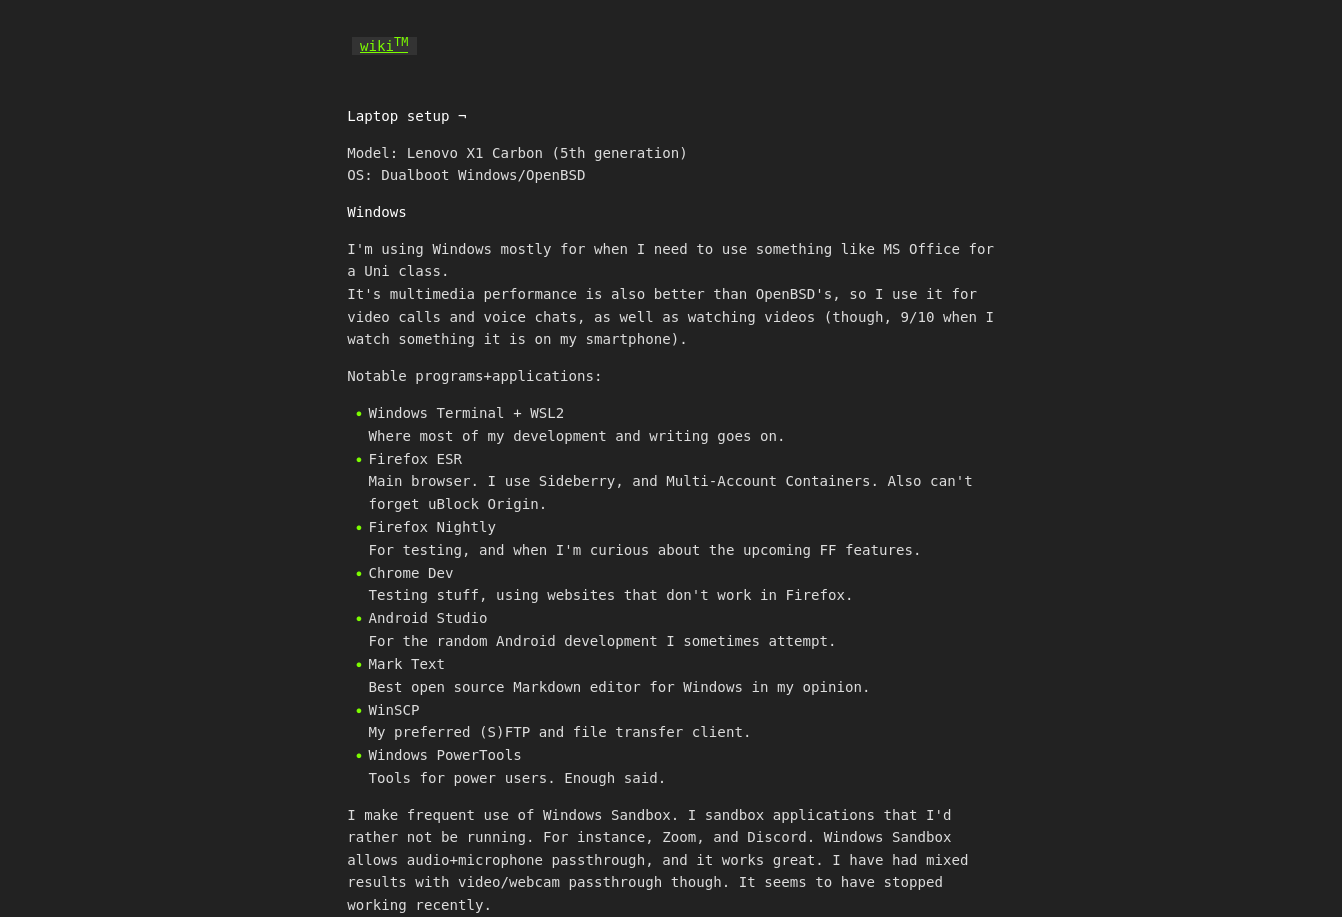 wiki™
Laptop setup ¬
Model: Lenovo X1 Carbon (5th generation)
OS: Dualboot Windows/OpenBSD
Windows
I'm using Windows mostly for when I need to use something like MS Office for
a Uni class.
It's multimedia performance is also better than OpenBSD's, so I use it for
video calls and voice chats, as well as watching videos (though, 9/10 when I
watch something it is on my smartphone).
Notable programs+applications:
• Windows Terminal + WSL2
Where most of my development and writing goes on.
• Firefox ESR
Main browser. I use Sideberry, and Multi-Account Containers. Also can't
forget uBlock Origin.
• Firefox Nightly
For testing, and when I'm curious about the upcoming FF features.
• Chrome Dev
Testing stuff, using websites that don't work in Firefox.
• Android Studio
For the random Android development I sometimes attempt.
• Mark Text
Best open source Markdown editor for Windows in my opinion.
• WinSCP
My preferred (S)FTP and file transfer client.
• Windows PowerTools
Tools for power users. Enough said.
I make frequent use of Windows Sandbox. I sandbox applications that I'd
rather not be running. For instance, Zoom, and Discord. Windows Sandbox
allows audio+microphone passthrough, and it works great. I have had mixed
results with video/webcam passthrough though. It seems to have stopped
working recently.